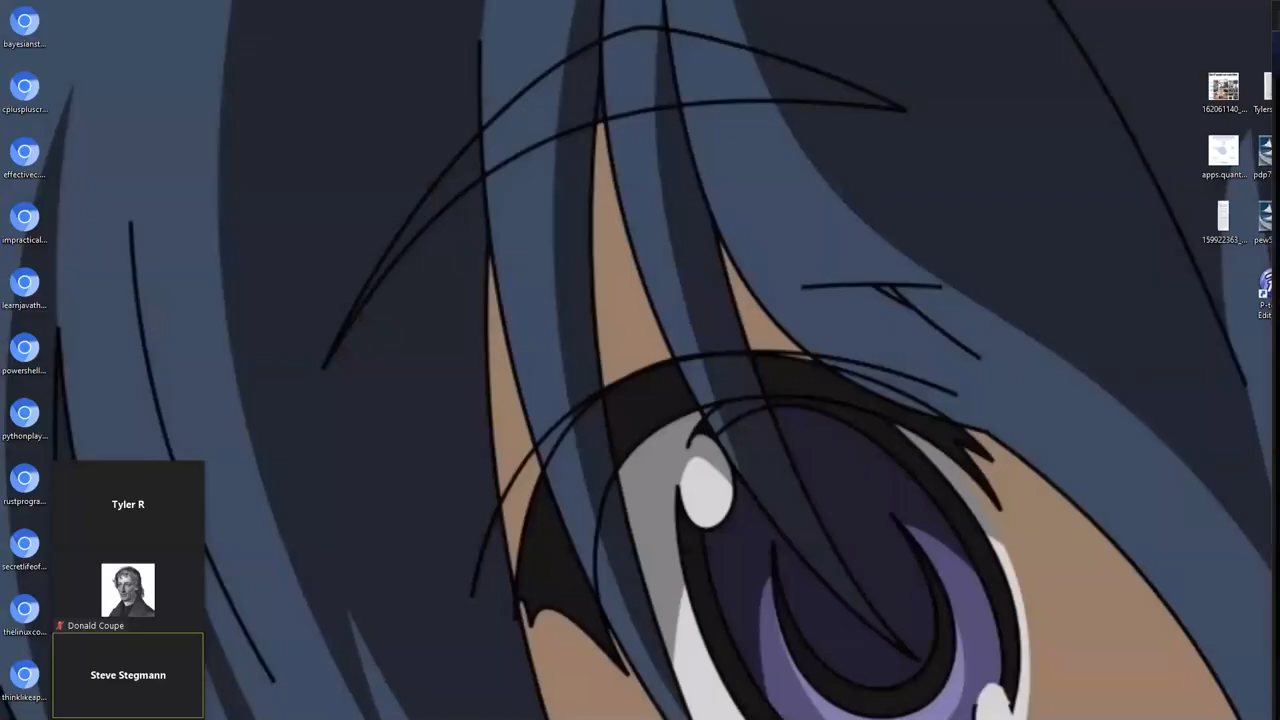 bayesianst...
cpluspluscr...
effectivec....
impractical...
learnjavath...
powershell...
pythonplay...
rustprogra...
secretlifeof...
thelinuxco...
thinklikeap...
Tyler R
Donald Coupe
Steve Stegmann
162061140_...
Tylers
apps.quant...
pdp7
159922363_...
pew5
P-t
Edit